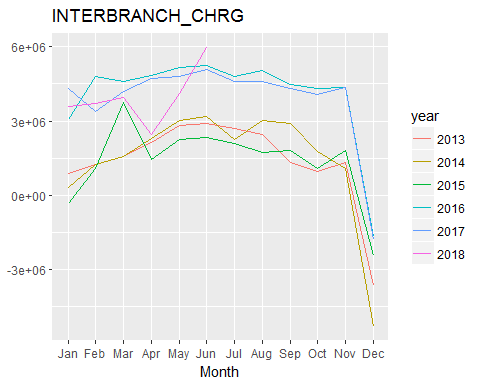 INTERBRANCH_CHRG
6e+06
3e+06
0e+00
-3e+06
Jan Feb Mar Apr May Jun Jul Aug Sep Oct Nov Dec
Month
year
2013
2014
2015
2016
2017
2018